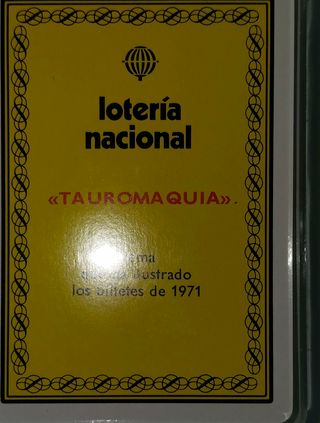 lotería
nacional
«TAUROMAQUIA».
los billetes de 1971